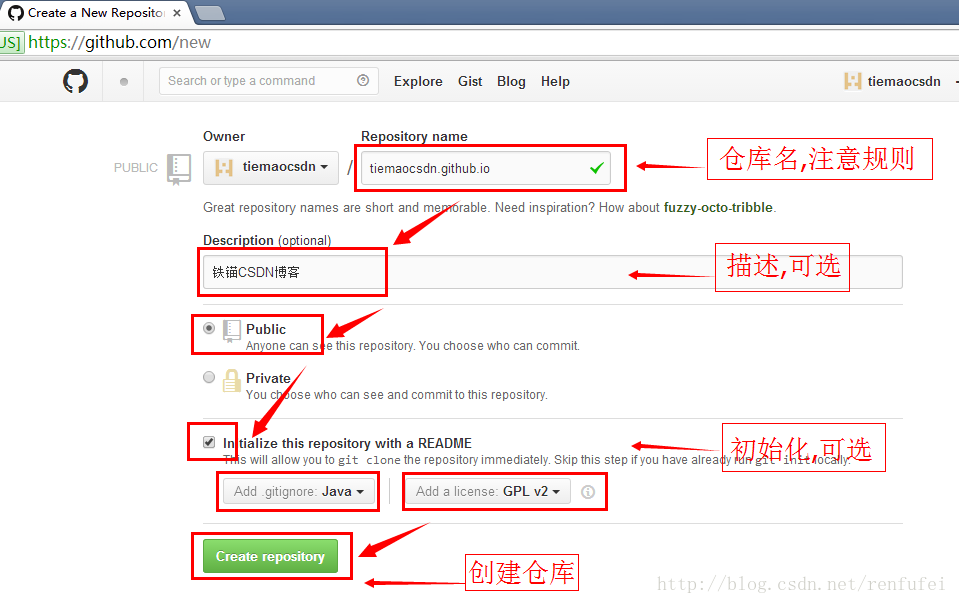 Create a New Reposito
US] https://github.com/new
Search or type a command
Explore Gist Blog Help
tiemaocsdn
Owner
Repository name
PUBLIC
tiemaocsdn / tiemaocsdn.github.io
仓库名,注意规则
Great repository names are short and memorable. Need inspiration? How about fuzzy-octo-tribble.
Description (optional)
铁锚CSDN博客
描述,可选
Public
Anyone can see this repository. You choose who can commit.
Private
You choose who can see and commit to this repository.
Initialize this repository with a README
初始化,可选
This will allow you to git clone the repository immediately. Skip this step if you have already run git init locally.
Add .gitignore: Java
Add a license: GPL v2
Create repository
创建仓库
http://blog.csdn.net/renfufei